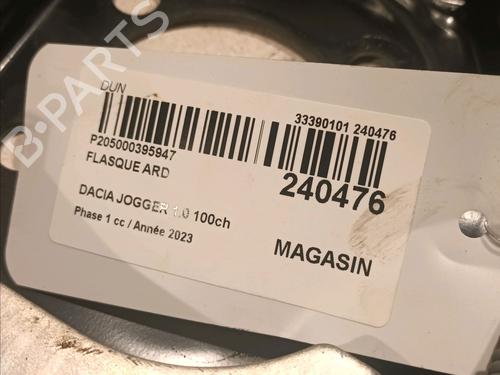 B-PARTS
DUN
P205000395947
FLASQUE ARD
DACIA JOGGER 1.0 100ch
Phase 1 cc / Année 2023
33390101 240476
240476
MAGASIN